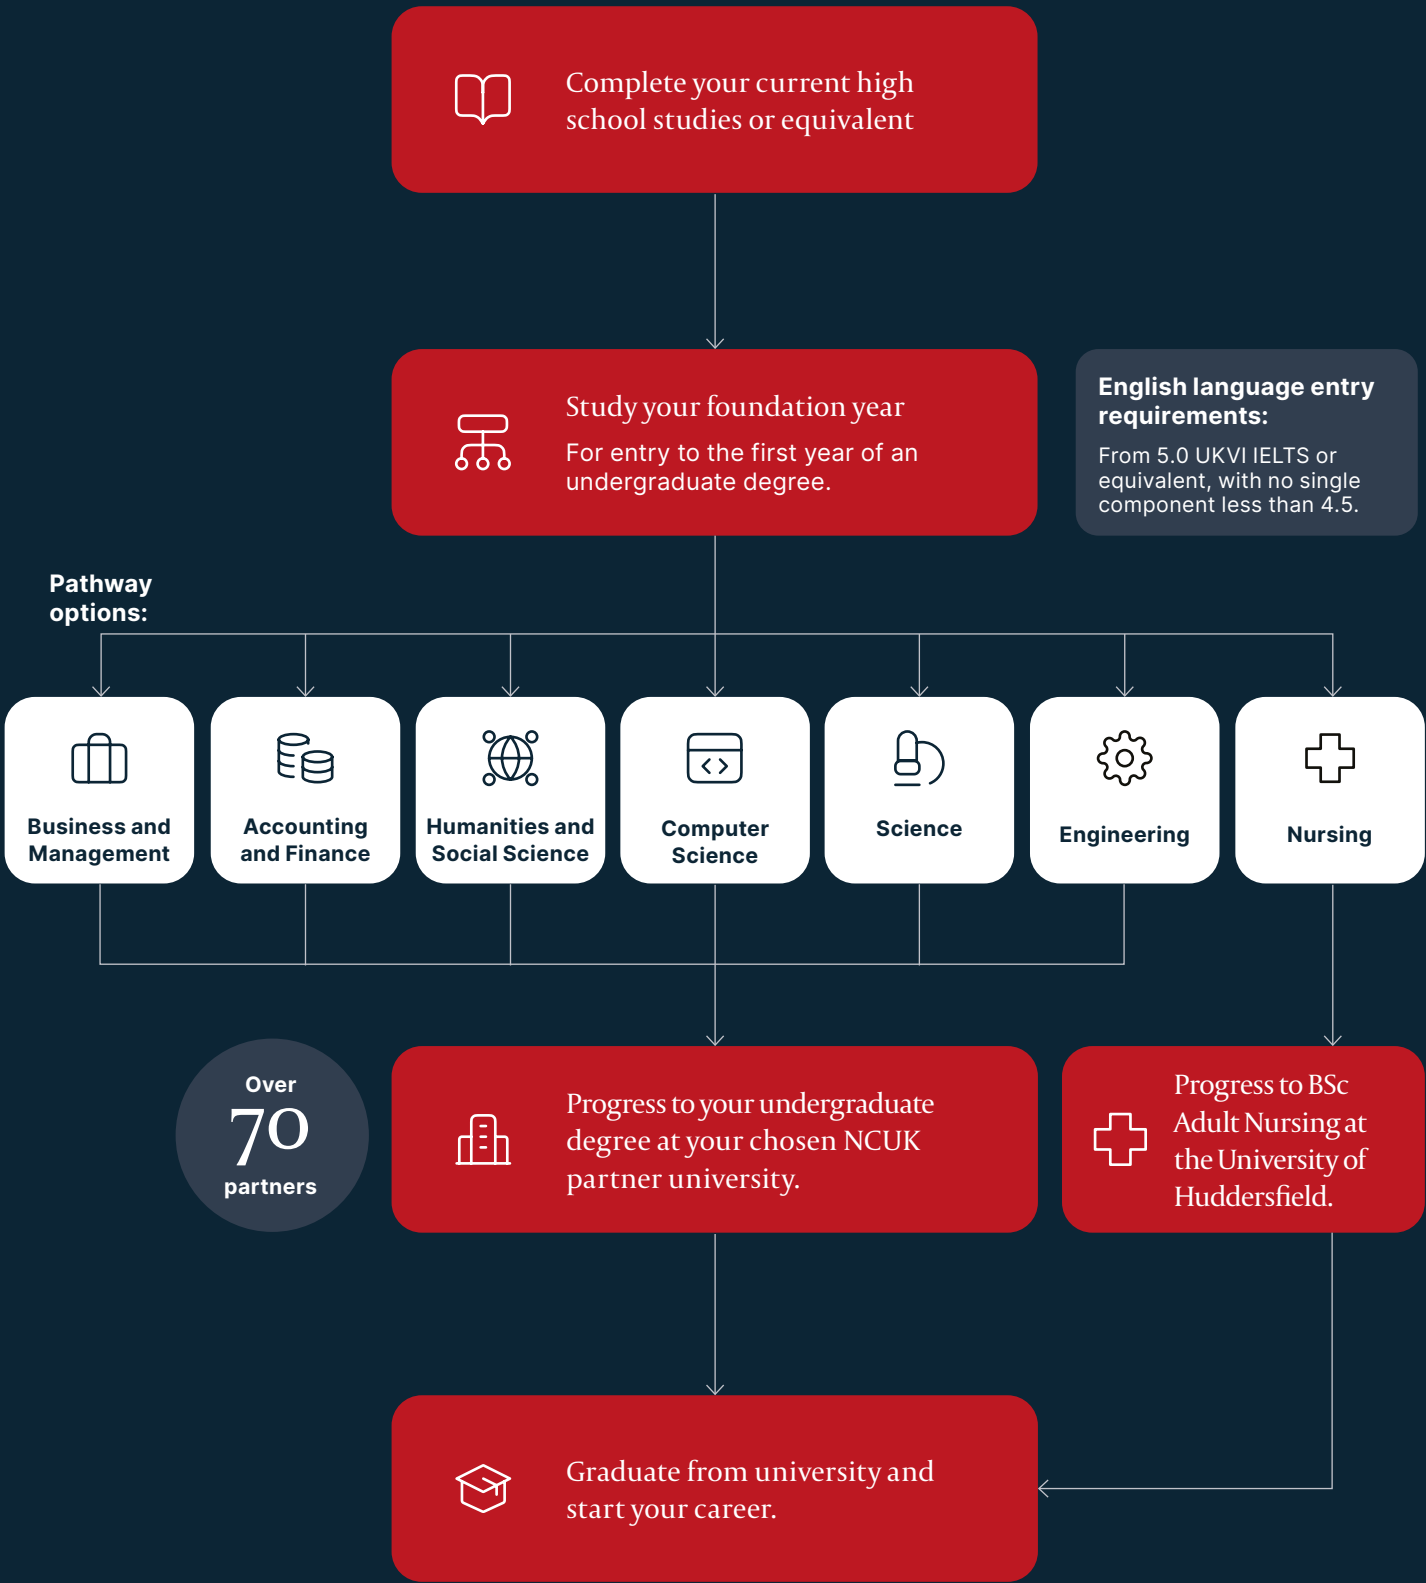 Complete your current high
school studies or equivalent
Study your foundation year
For entry to the first year of an
undergraduate degree.
English language entry
requirements:
From 5.0 UKVI IELTS or
equivalent, with no single
component less than 4.5.
Pathway
options:
Business and
Management
Accounting
and Finance
Humanities and
Social Science
Computer
Science
Science
Engineering
Nursing
Over
70
partners
Progress to your undergraduate
degree at your chosen NCUK
partner university.
Progress to BSc
Adult Nursing at
the University of
Huddersfield.
Graduate from university and
start your career.